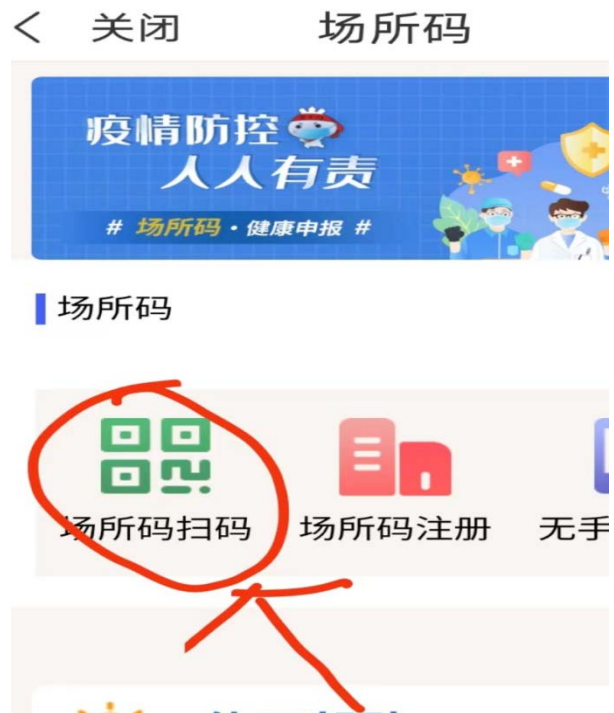 关闭 场所码
疫情防控
人人有责
# 场所码·健康申报 #
场所码
场所码扫码 场所码注册 无手